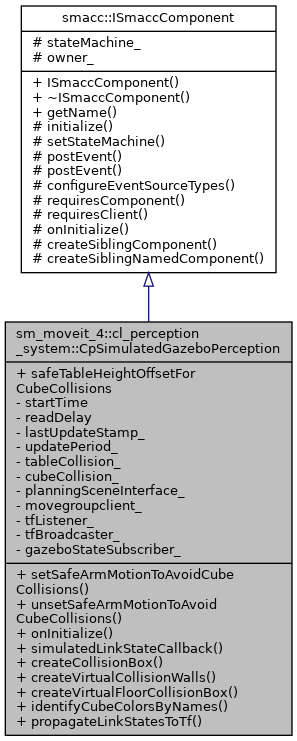 smacc::ISmaccComponent
# stateMachine_
# owner_
+ ISmaccComponent()
+ ~ISmaccComponent()
+ getName()
# initialize()
# setStateMachine()
# postEvent()
# postEvent()
# configureEventSourceTypes()
# requiresComponent()
# requiresClient()
# onInitialize()
# createSiblingComponent()
# createSiblingNamedComponent()
sm_moveit_4::cl_perception
_system::CpSimulatedGazeboPerception
+ safeTableHeightOffsetFor
CubeCollisions
- startTime
- readDelay
- lastUpdateStamp_
- updatePeriod_
- tableCollision_
- cubeCollision_
- planningSceneInterface_
- movegroupclient_
- tfListener_
- tfBroadcaster_
- gazeboStateSubscriber_
+ setSafeArmMotionToAvoidCube
Collisions()
+ unsetSafeArmMotionToAvoid
CubeCollisions()
+ onInitialize()
+ simulatedLinkStateCallback()
+ createCollisionBox()
+ createVirtualCollisionWalls()
+ createVirtualFloorCollisionBox()
+ identifyCubeColorsByNames()
+ propagateLinkStatesToTf()